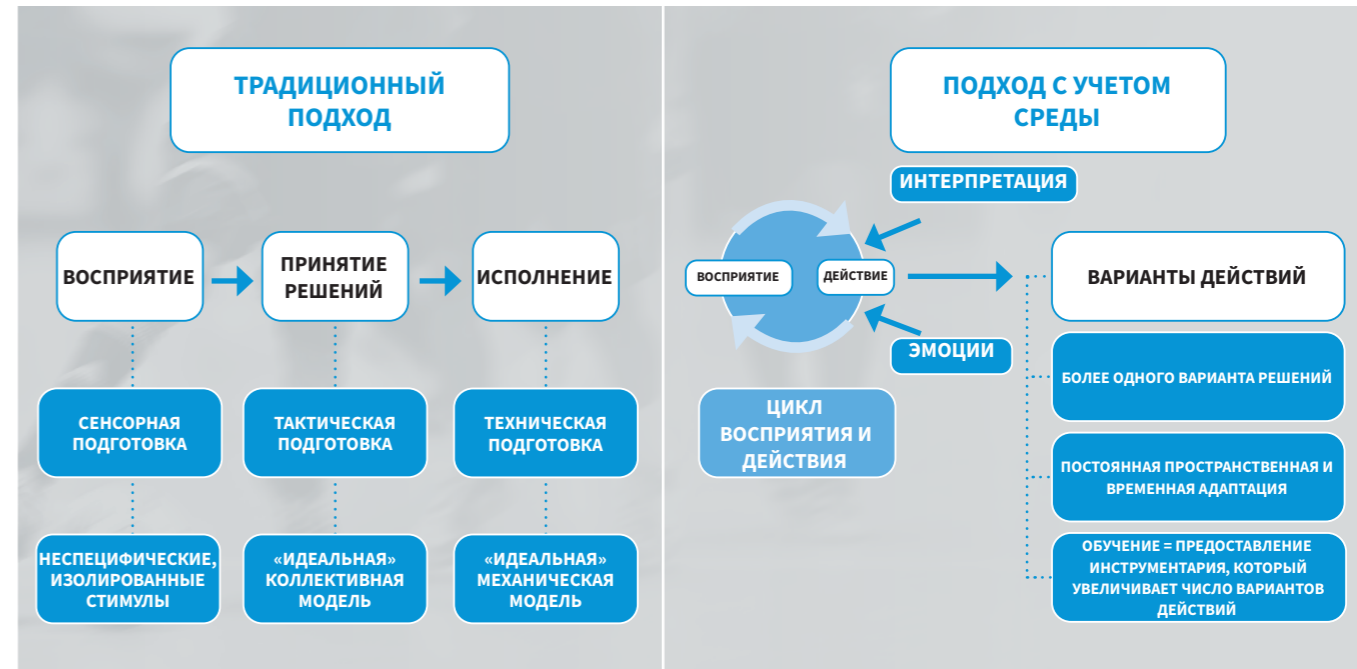 ТРАДИЦИОННЫЙ
ПОДХОД
ВОСПРИЯТИЕ
ПРИНЯТИЕ
РЕШЕНИЙ
ИСПОЛНЕНИЕ
СЕНСОРНАЯ
ПОДГОТОВКА
ТАКТИЧЕСКАЯ
ПОДГОТОВКА
ТЕХНИЧЕСКАЯ
ПОДГОТОВКА
НЕСПЕЦИФИЧЕСКИЕ,
ИЗОЛИРОВАННЫЕ
СТИМУЛЫ
«ИДЕАЛЬНАЯ»
КОЛЛЕКТИВНАЯ
МОДЕЛЬ
«ИДЕАЛЬНАЯ»
МЕХАНИЧЕСКАЯ
МОДЕЛЬ
ПОДХОД С УЧЕТОМ
СРЕДЫ
ИНТЕРПРЕТАЦИЯ
ВОСПРИЯТИЕ
ДЕЙСТВИЕ
ЭМОЦИИ
ЦИКЛ
ВОСПРИЯТИЯ И
ДЕЙСТВИЯ
ВАРИАНТЫ ДЕЙСТВИЙ
БОЛЕЕ ОДНОГО ВАРИАНТА РЕШЕНИЙ
ПОСТОЯННАЯ ПРОСТРАНСТВЕННАЯ И
ВРЕМЕННАЯ АДАПТАЦИЯ
ОБУЧЕНИЕ = ПРЕДОСТАВЛЕНИЕ
ИНСТРУМЕНТАРИЯ, КОТОРЫЙ
УВЕЛИЧИВАЕТ ЧИСЛО ВАРИАНТОВ
ДЕЙСТВИЙ